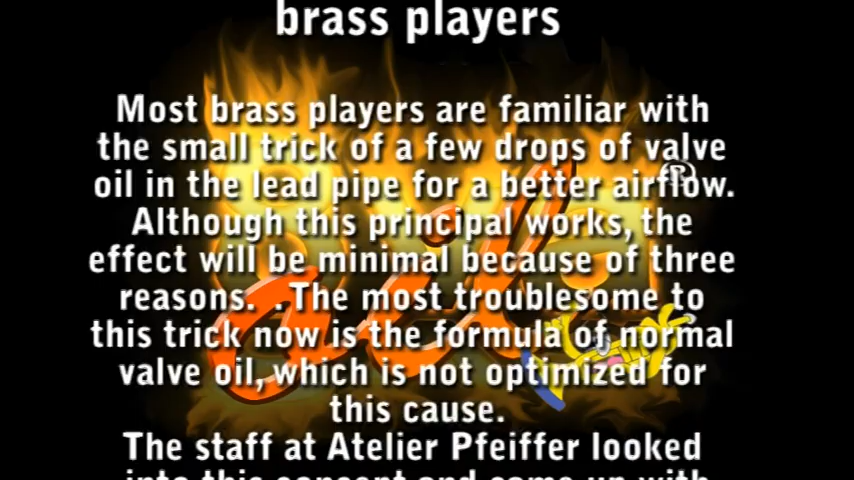 brass players
Most brass players are familiar with
the small trick of a few drops of valve
oil in the lead pipe for a better airflow.
Although this principal works, the
effect will be minimal because of three
reasons. . The most troublesome to
this trick now is the formula of normal
valve oil, which is not optimized for
this cause.
The staff at Atelier Pfeiffer looked
into this concept and came up with
oil
®